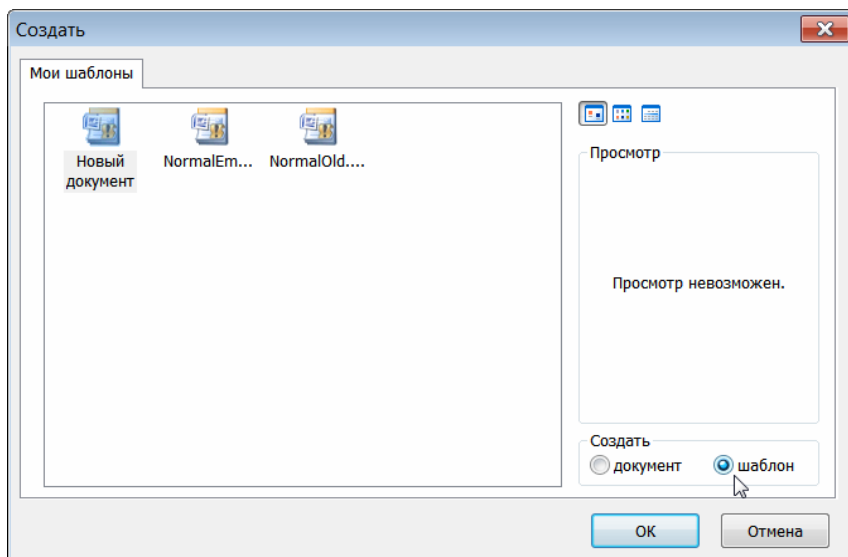 Создать
Мои шаблоны
Новый
документ
NormalEm...
NormalOld....
Просмотр
Просмотр невозможен.
Создать
документ
шаблон
ОК
Отмена